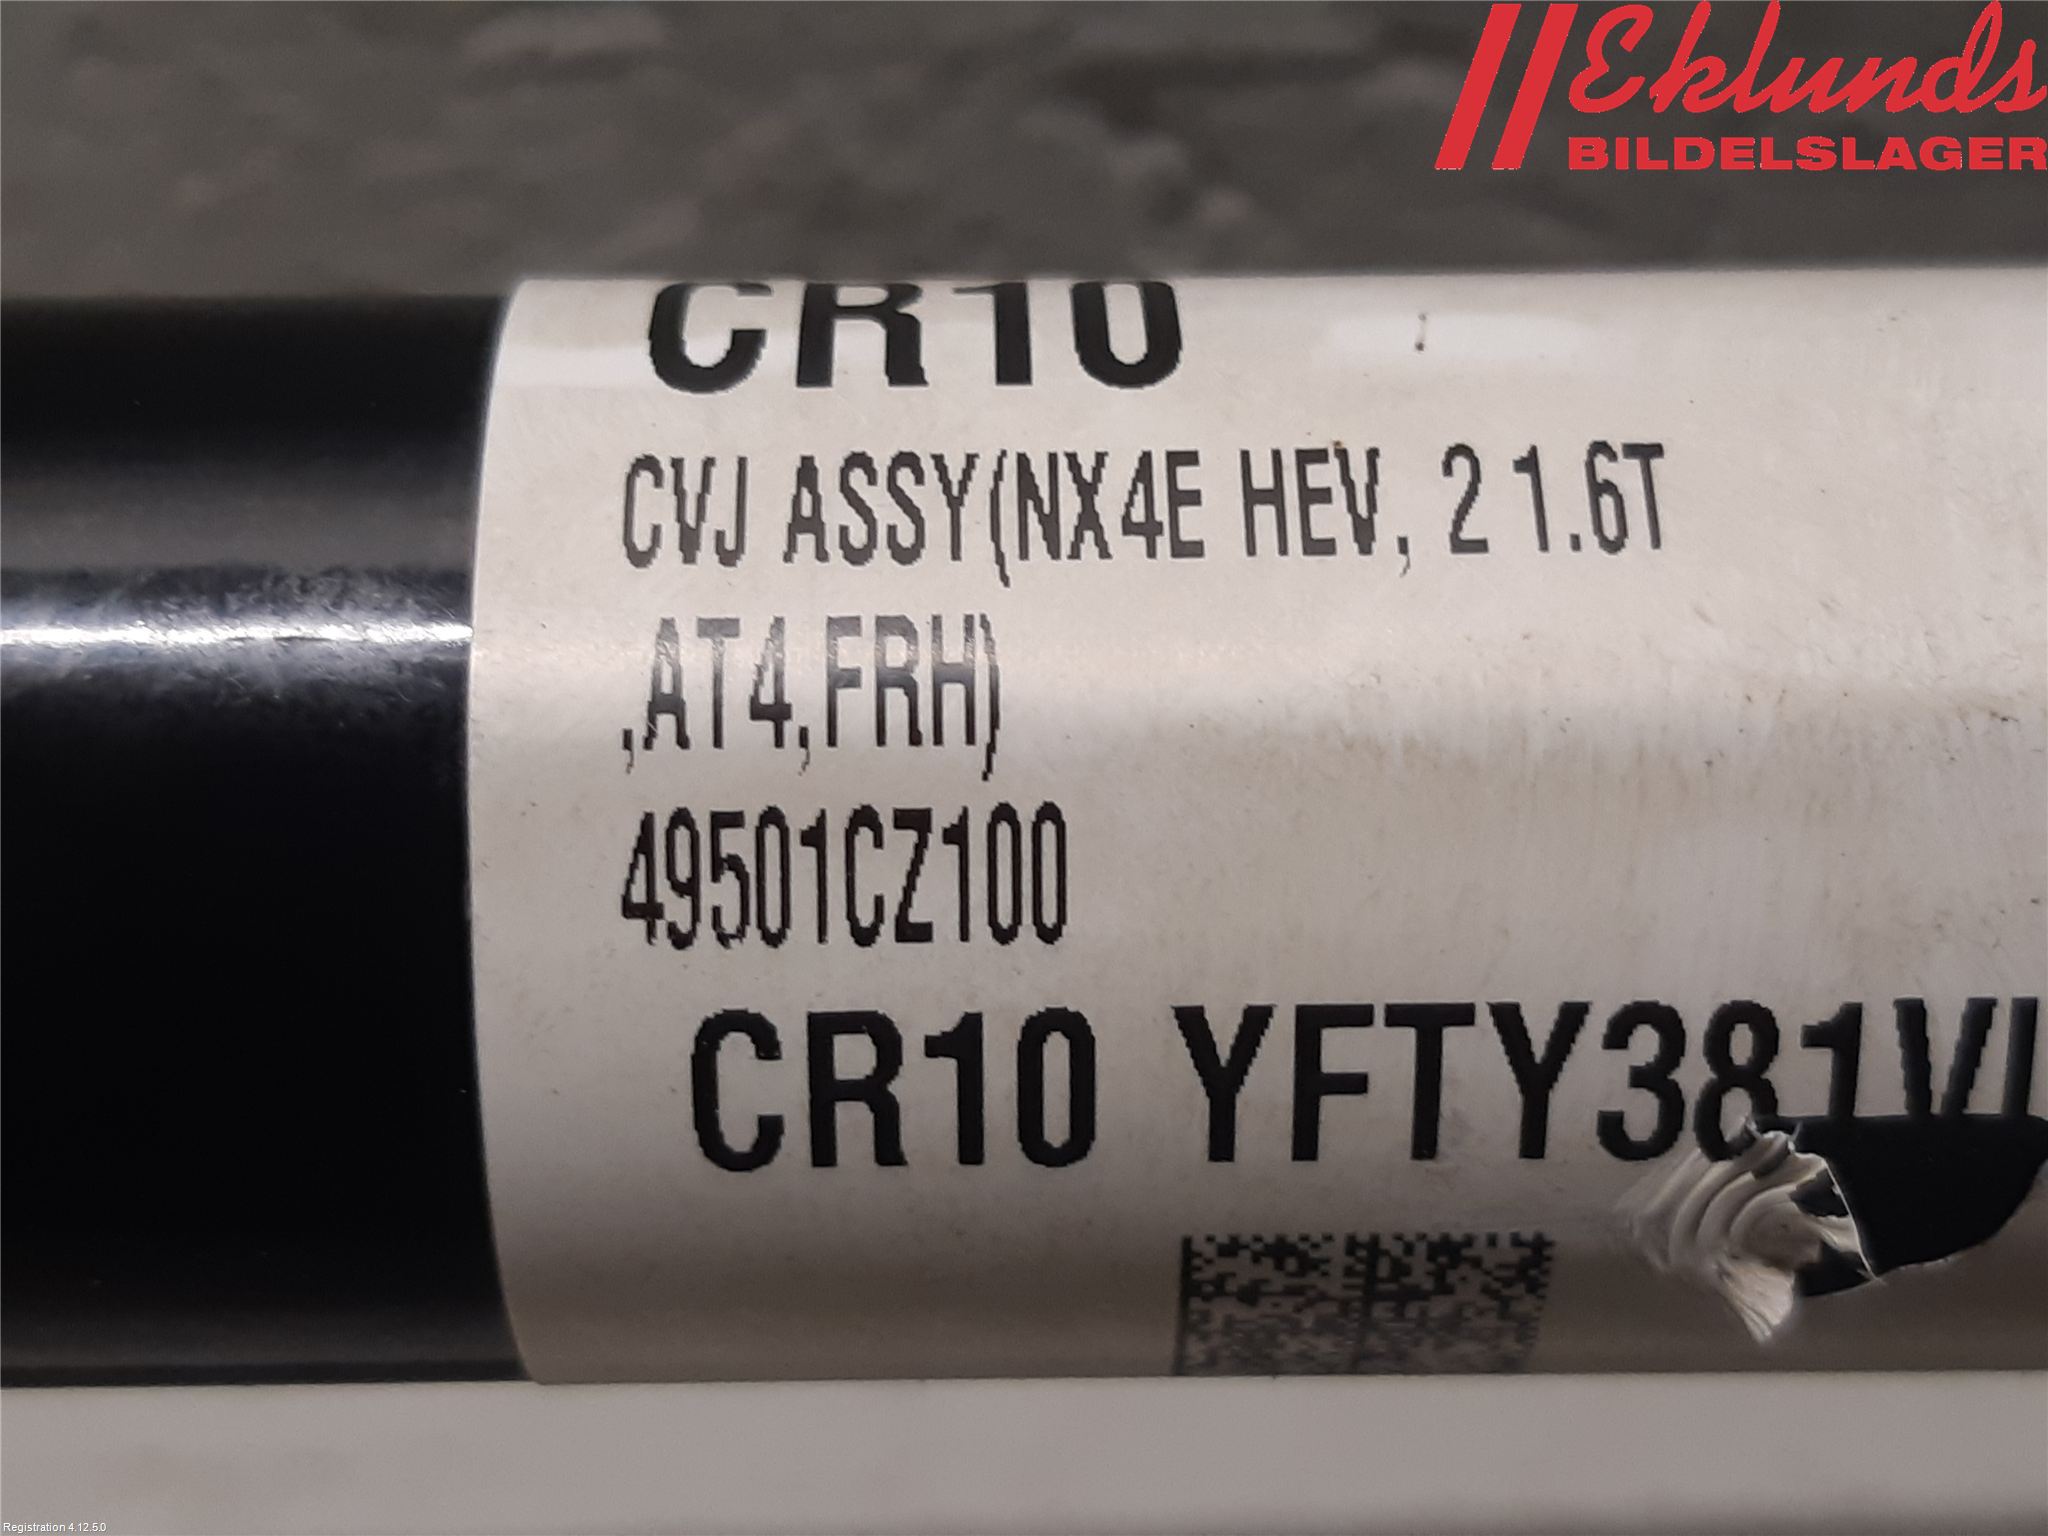 Eklunds
BILDELSLAGER
CR10
CVJ ASSY(NX4E HEV, 2 1.6T
,AT4,FRH)
49501CZ100
CR10
Registration 4.12.5.0